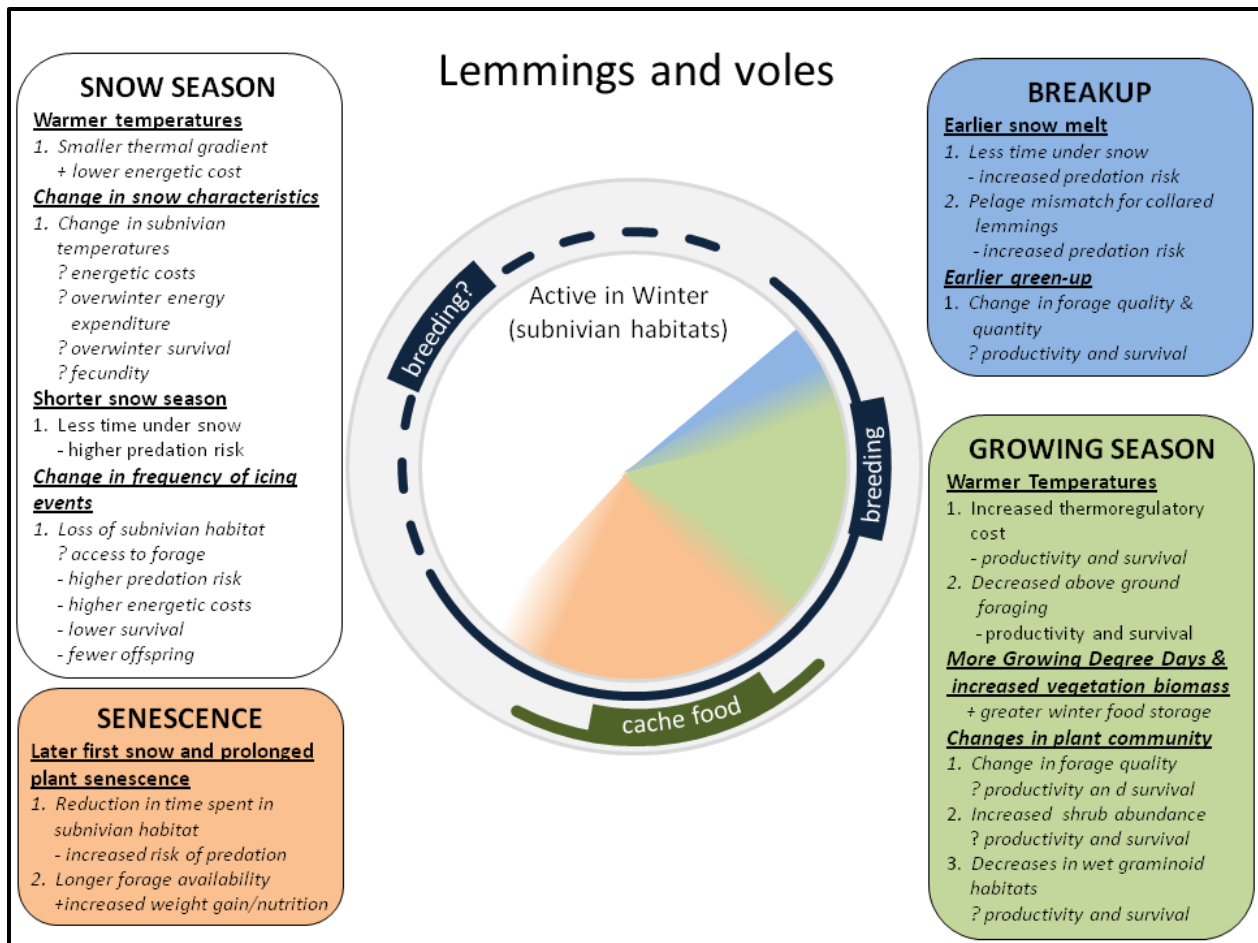 Lemmings and voles
SNOW SEASON
Warmer temperatures
1. Smaller thermal gradient
+ lower energetic cost
Change in snow characteristics
1. Change in subnivian
temperatures
? energetic costs
? overwinter energy
expenditure
? overwinter survival
? fecundity
Shorter snow season
1. Less time under snow
- higher predation risk
Change in frequency of icing
events
1. Loss of subnivian habitat
? access to forage
- higher predation risk
- higher energetic costs
- lower survival
- fewer offspring
SENESCENCE
Later first snow and prolonged
plant senescence
1. Reduction in time spent in
subnivian habitat
- increased risk of predation
2. Longer forage availability
+increased weight gain/nutrition
Active in Winter
(subnivian habitats)
breeding?
breeding
cache food
BREAKUP
Earlier snow melt
1. Less time under snow
- increased predation risk
2. Pelage mismatch for collared
lemmings
- increased predation risk
Earlier green-up
1. Change in forage quality &
quantity
? productivity and survival
GROWING SEASON
Warmer Temperatures
1. Increased thermoregulatory
cost
- productivity and survival
2. Decreased above ground
foraging
- productivity and survival
More Growing Degree Days &
increased vegetation biomass
+ greater winter food storage
Changes in plant community
1. Change in forage quality
? productivity an d survival
2. Increased shrub abundance
? productivity and survival
3. Decreases in wet graminoid
habitats
? productivity and survival